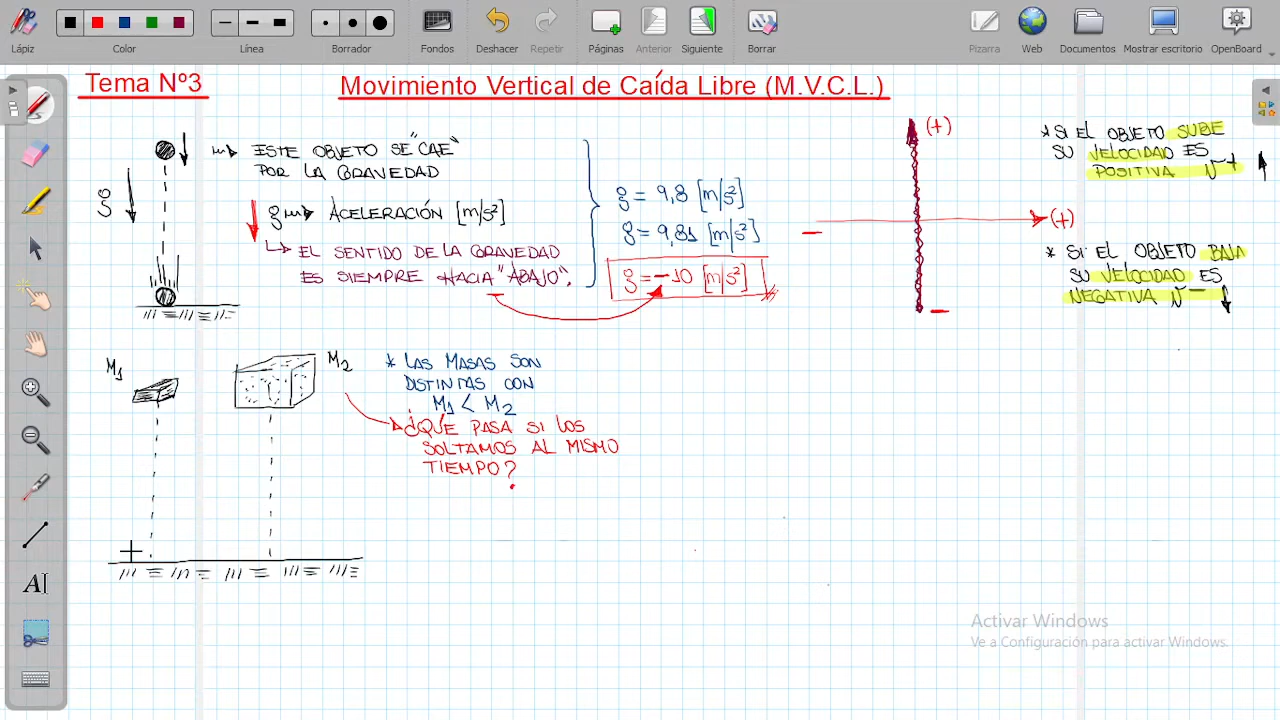 Lápiz
Color
Línea
Borrador
Fondos
Deshacer
Repetir
Páginas
Anterior
Siguiente
Borrar
Pizarra
Web
Documentos
Mostrar escritorio
OpenBoard
Tema Nº3
Movimiento Vertical de Caída Libre (M.V.C.L.)
ESTE OBJETO SE "CAE"
POR LA GRAVEDAD
g
g ACELERACIÓN [m/s²]
EL SENTIDO DE LA GRAVEDAD
ES SIEMPRE HACIA "ABAJO".
g = 9,8 [m/s²]
g = 9,81 [m/s²]
g = -10 [m/s²]
(+)
(+)
-
-
* SI EL OBJETO SUBE
SU VELOCIDAD ES
POSITIVA V+
* SI EL OBJETO BAJA
SU VELOCIDAD ES
NEGATIVA V-
M1
M2
* LAS MASAS SON
DISTINTAS CON
M1 < M2
¿QUÉ PASA SI LOS
SOLTAMOS AL MISMO
TIEMPO?
AI
Activar Windows
Ve a Configuración para activar Windows.